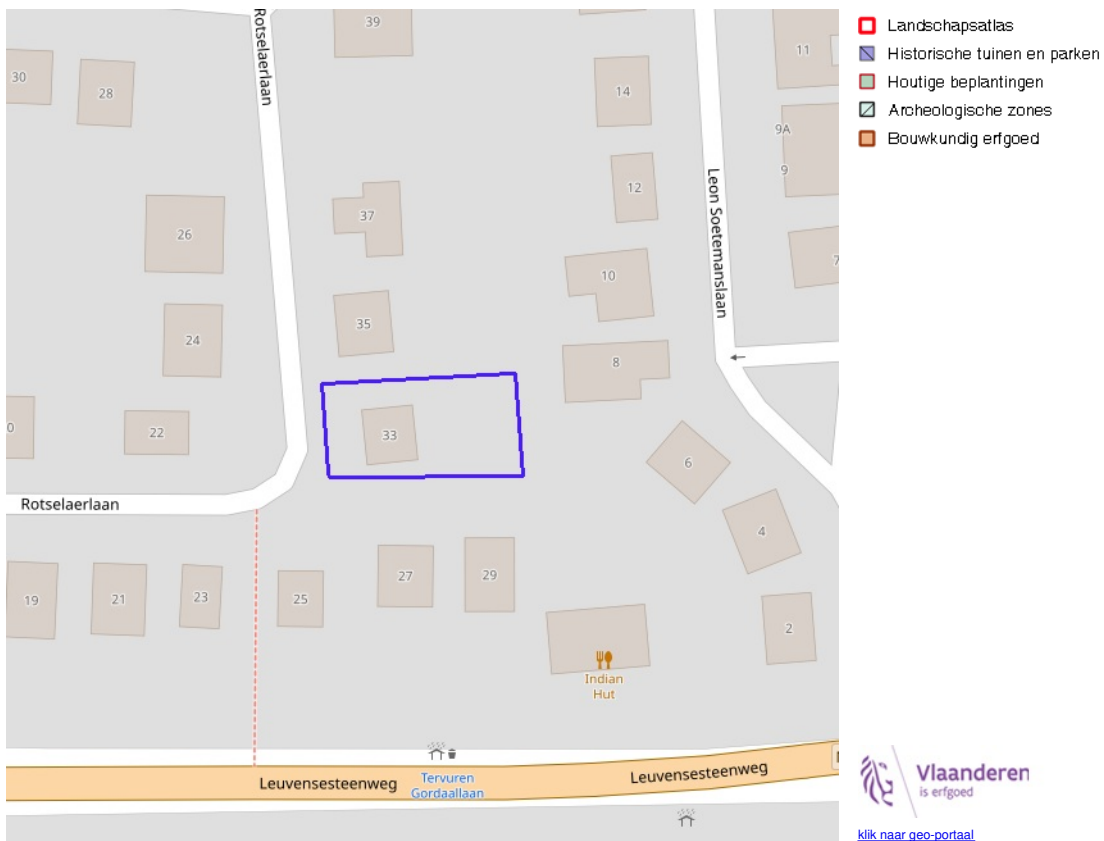 Rotselaerlaan
39
30
28
14
11
9A
9
12
Leon Soetemanslaan
37
26
10
7
35
24
8
33
22
0
6
Rotselaerlaan
4
27
29
19
21
23
25
2
Indian
Hut
Leuvensesteenweg
Tervuren
Gordaallaan
Leuvensesteenweg
Landschapsatlas
Historische tuinen en parken
Houtige beplantingen
Archeologische zones
Bouwkundig erfgoed
Vlaanderen
is erfgoed
klik naar geo-portaal